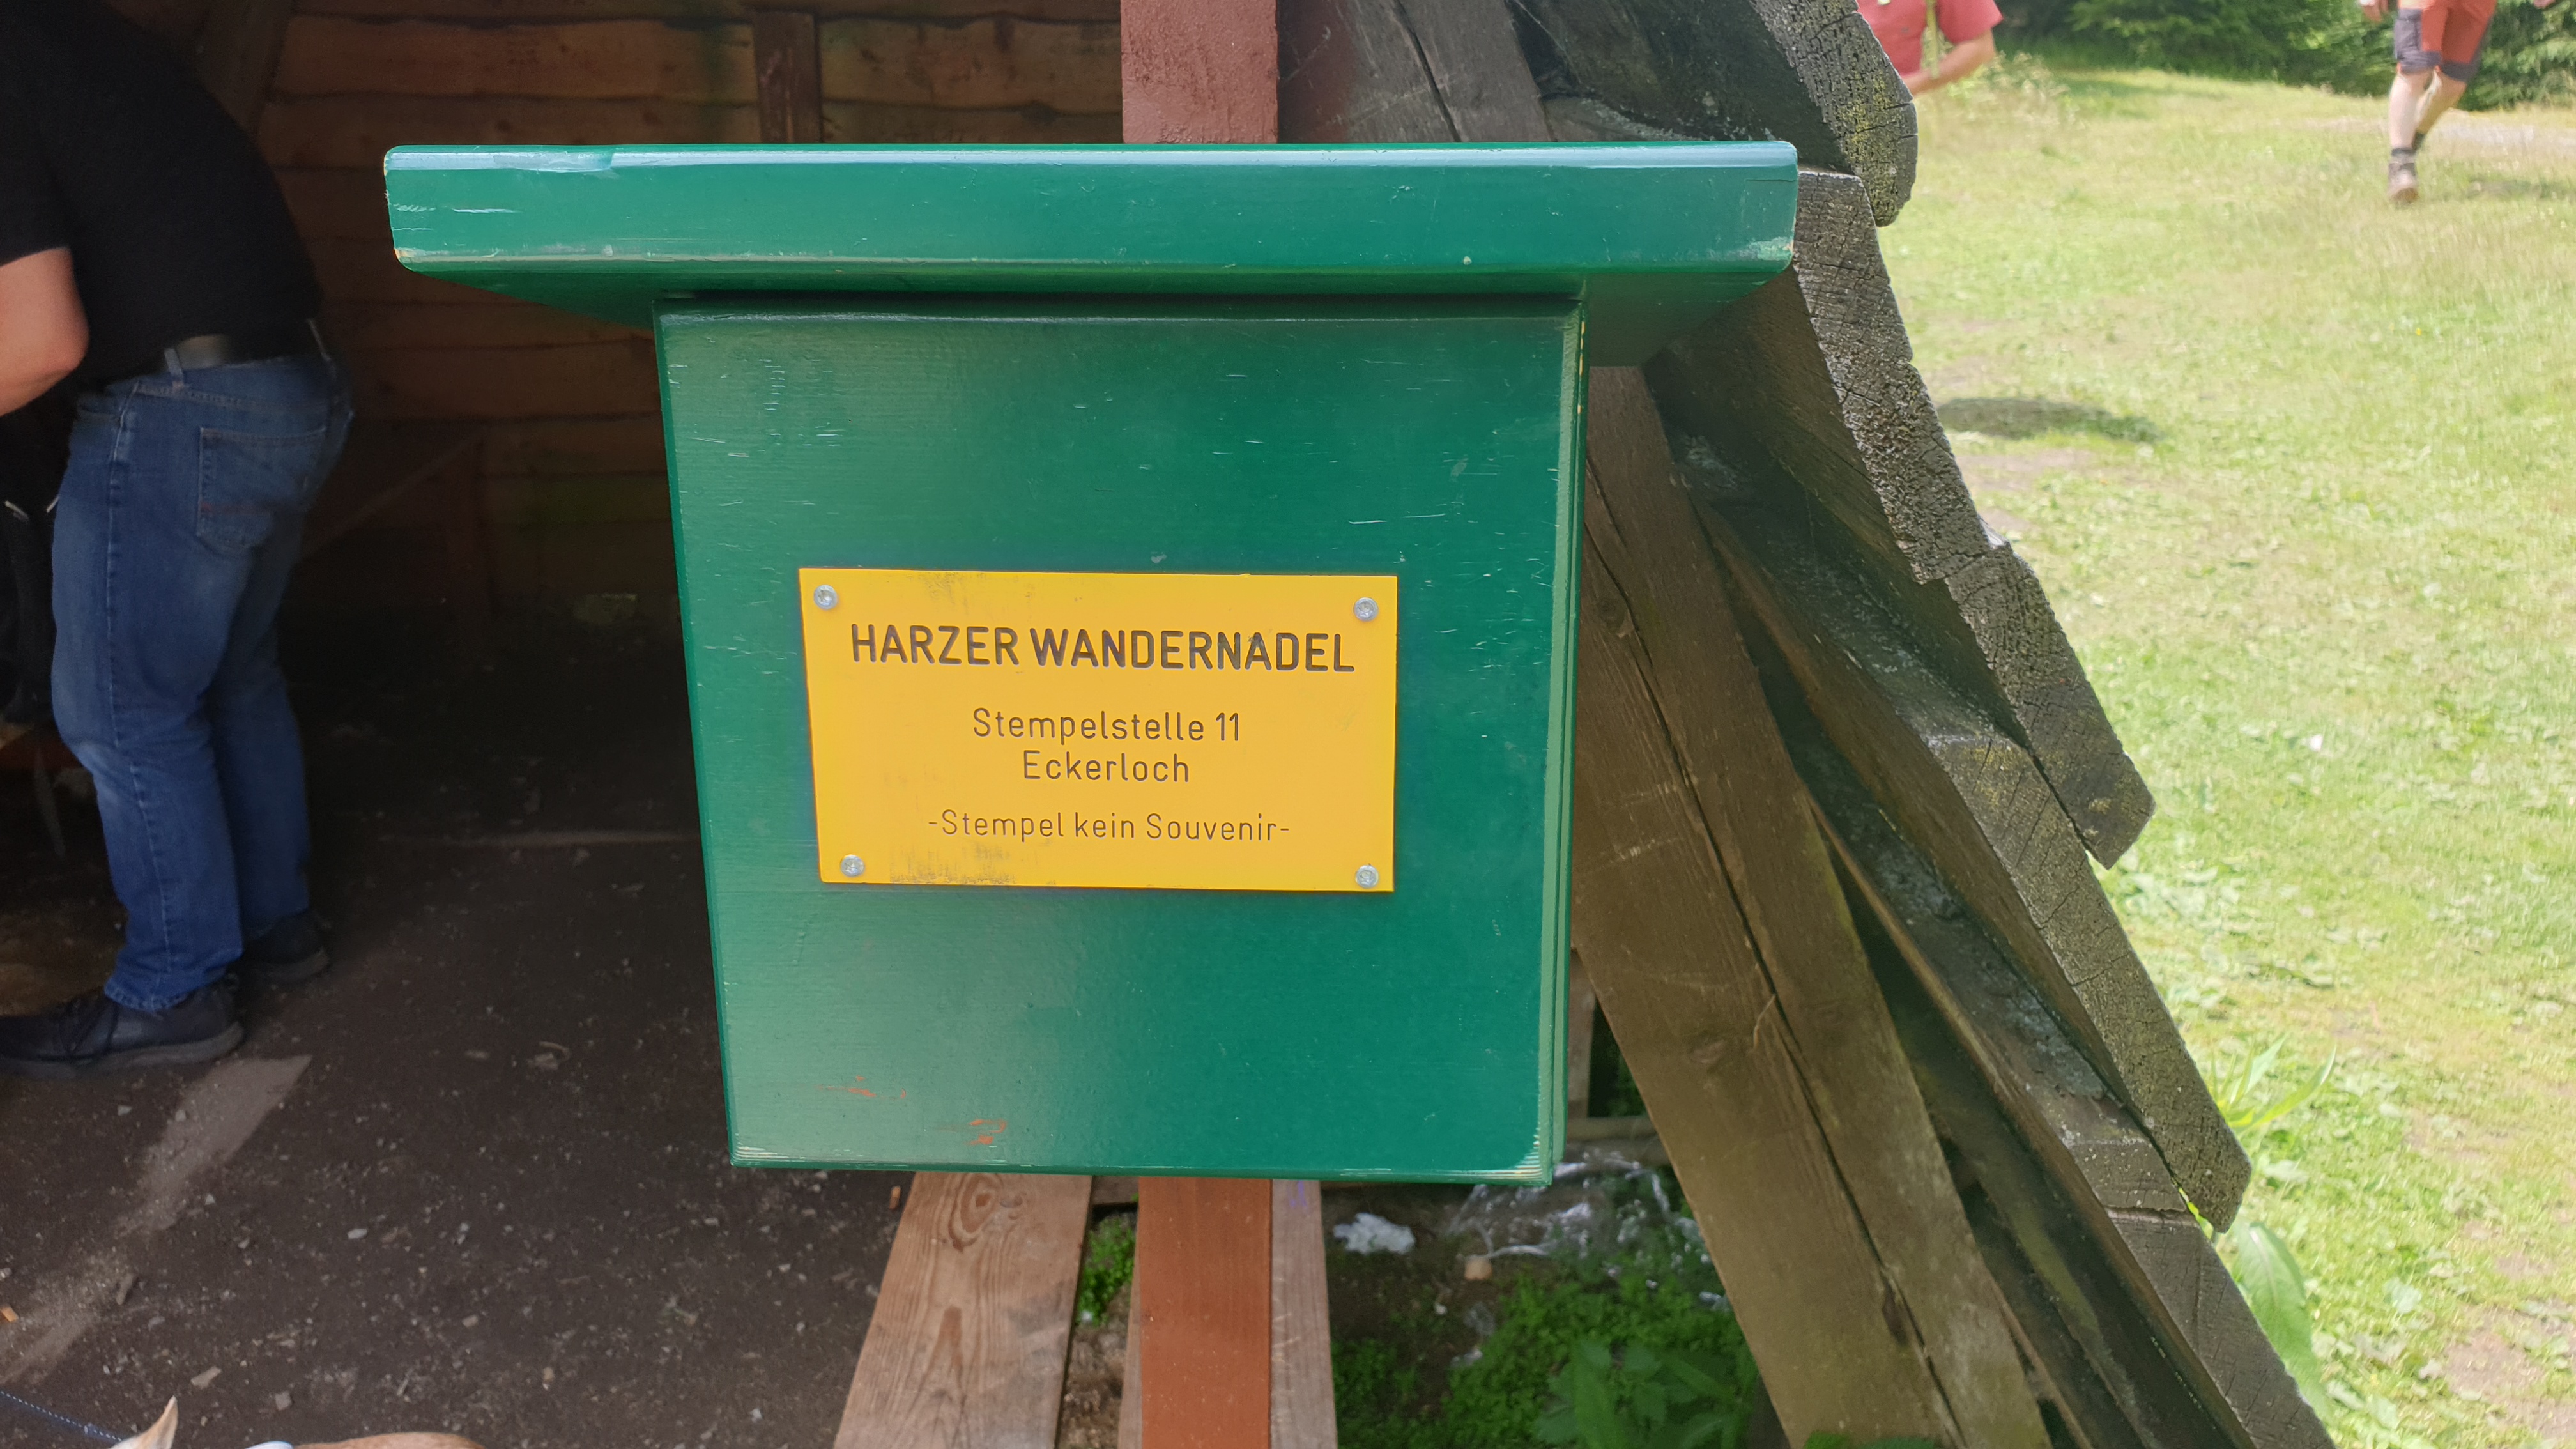 HARZER WANDERNADEL
Stempelstelle 11
Eckerloch
-Stempel kein Souvenir-